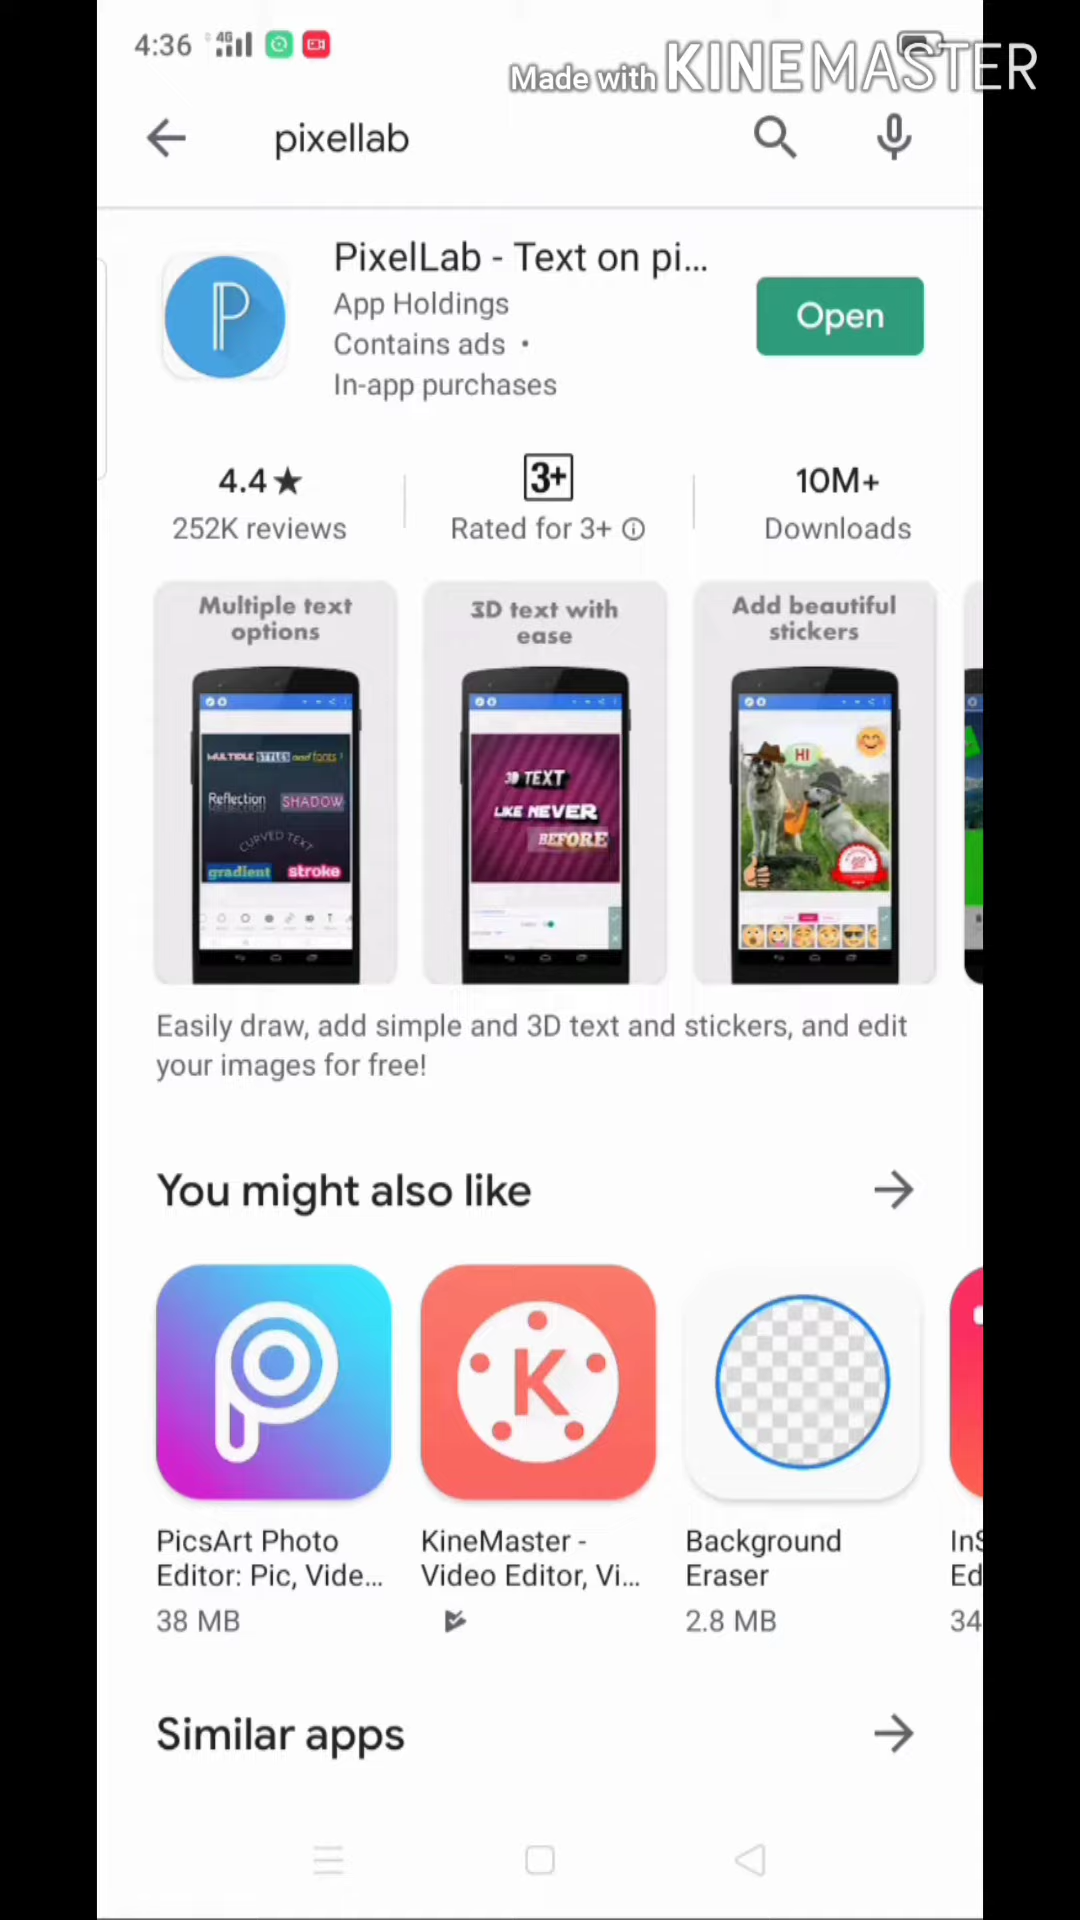 4:36 4G
Made with KINEMASTER
pixellab
PixelLab - Text on pi...
App Holdings
Contains ads •
In-app purchases
Open
4.4★
252K reviews
3+
Rated for 3+
10M+
Downloads
Multiple text
options
MULTIPLE STYLES and fonts !
Reflection SHADOW
CURVED TEXT
gradient stroke
3D text with
ease
3D TEXT
LIKE NEVER
BEFORE
Add beautiful
stickers
HI
Easily draw, add simple and 3D text and stickers, and edit
your images for free!
You might also like
K
PicsArt Photo
Editor: Pic, Vide...
38 MB
KineMaster -
Video Editor, Vi...
Background
Eraser
2.8 MB
InS
Ed
34
Similar apps